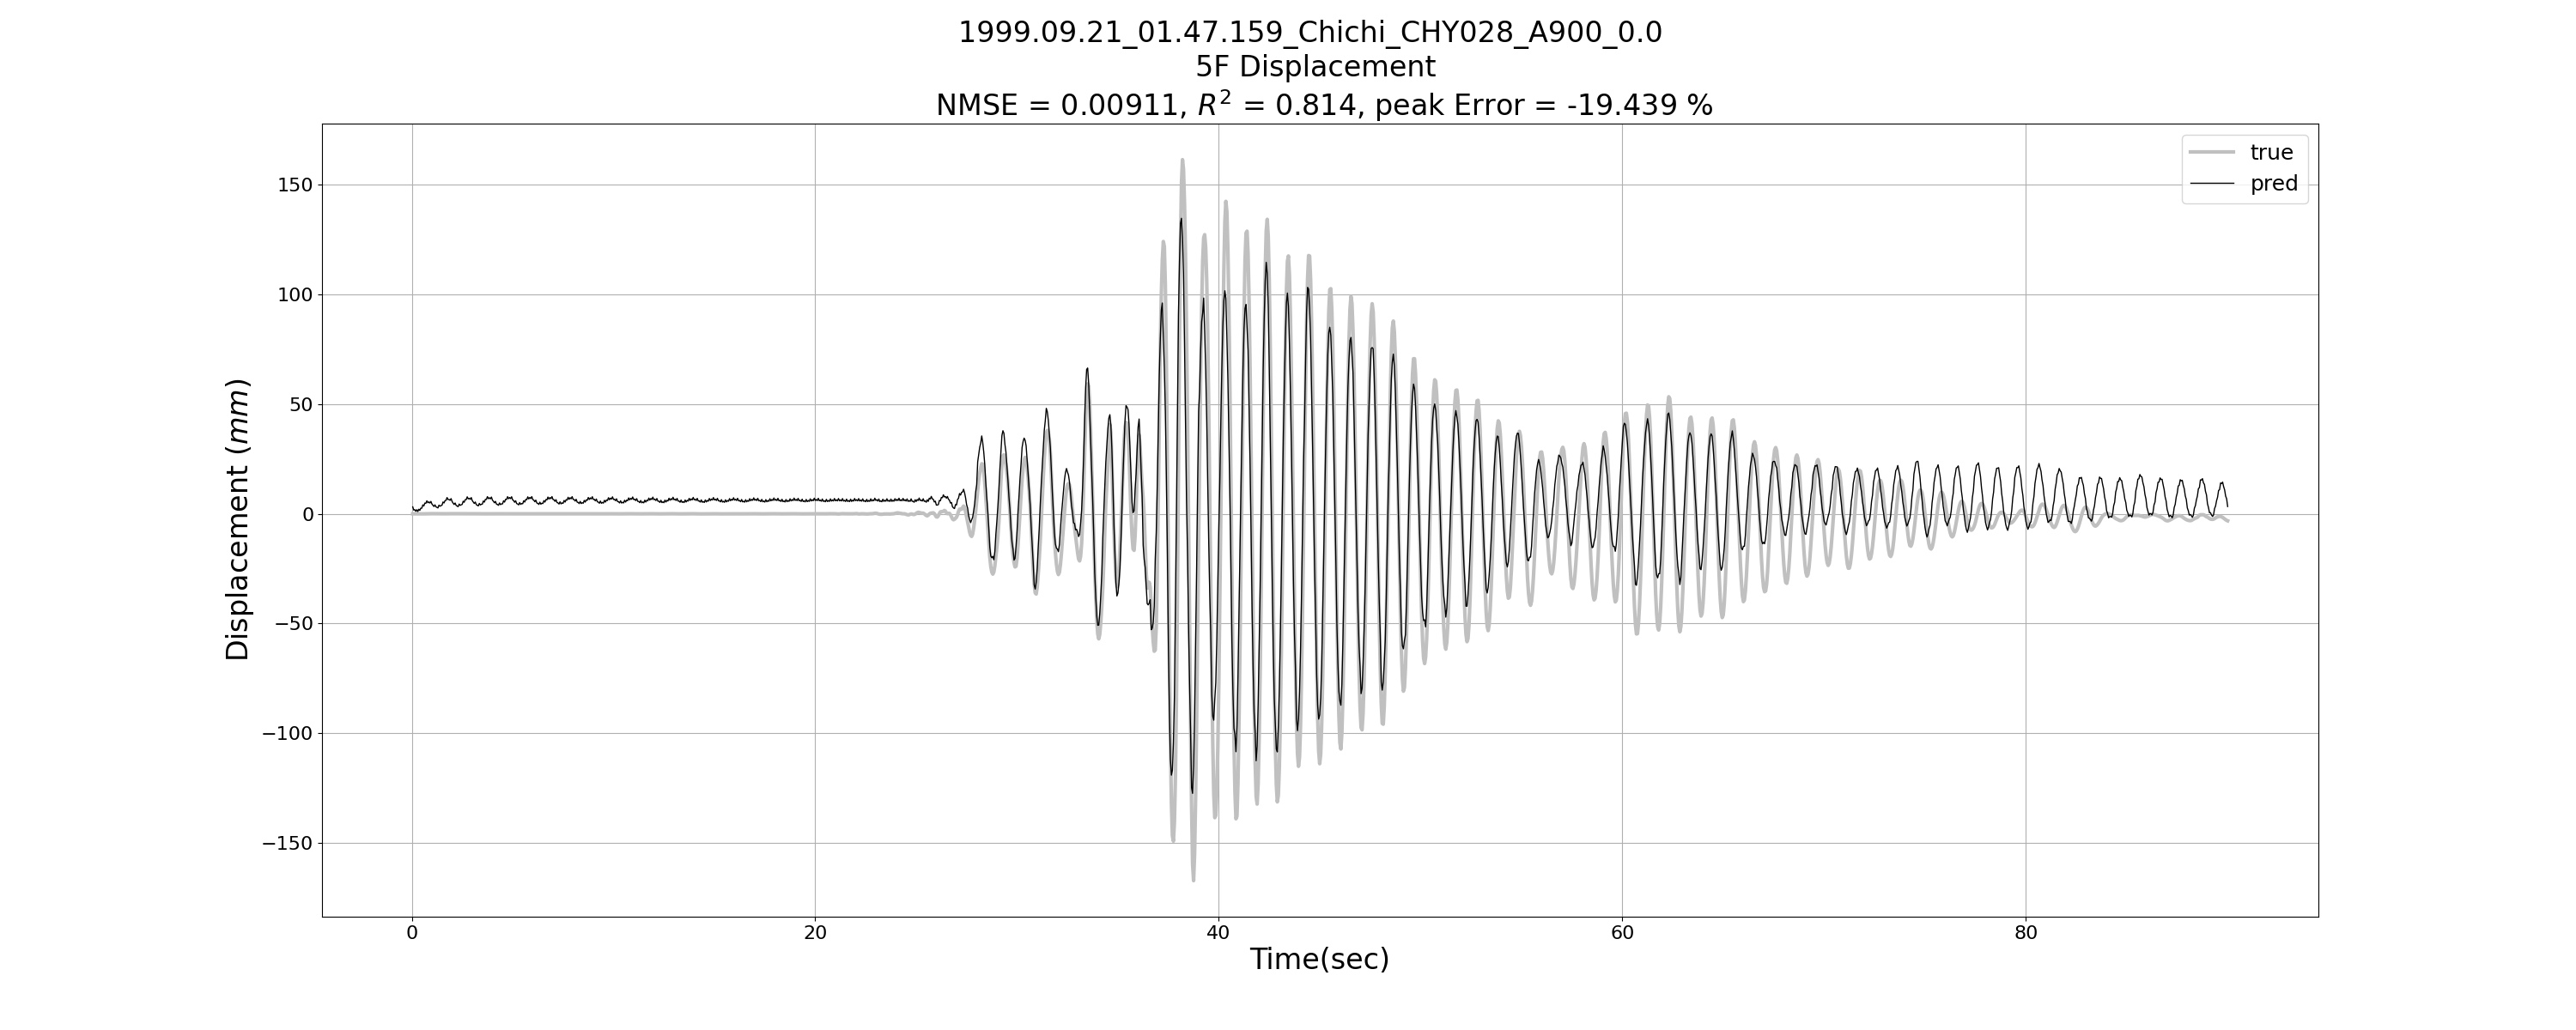 1999.09.21_01.47.159_Chichi_CHY028_A900_0.0
5F Displacement
NMSE = 0.00911, R² = 0.814, peak Error = -19.439 %
true
pred
150
100
50
0
−50
−100
−150
Displacement (mm)
0 20 40 60 80
Time(sec)